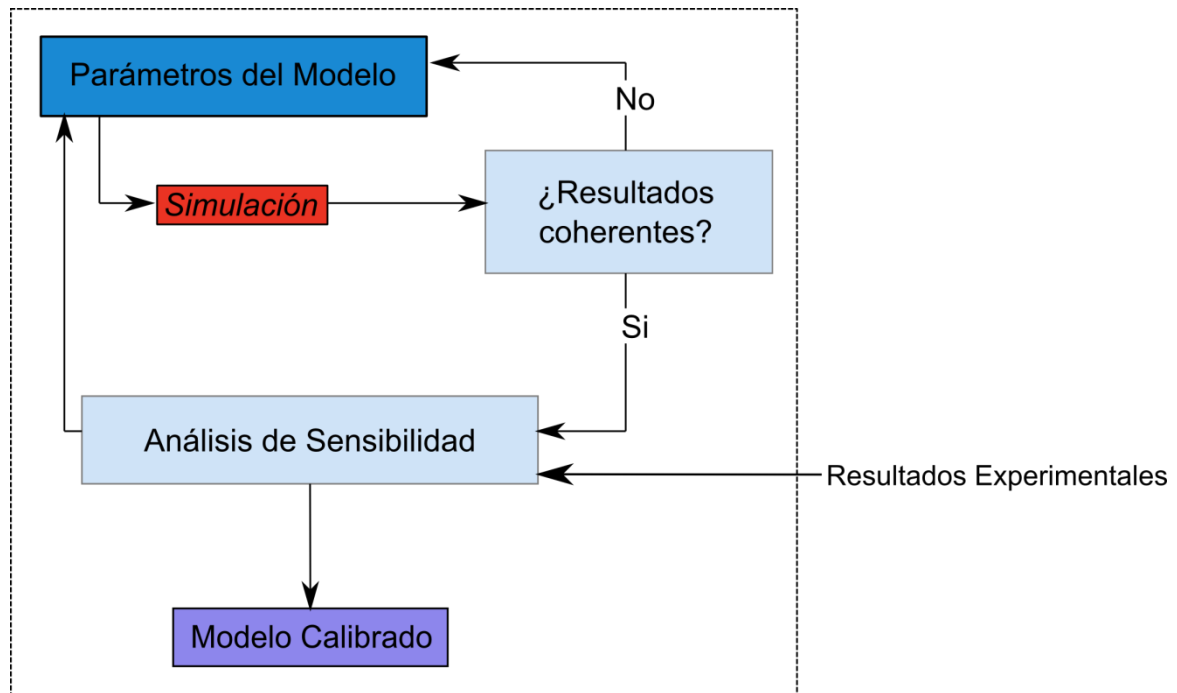 Parámetros del Modelo
No
Simulación
¿Resultados
coherentes?
Si
Análisis de Sensibilidad
Resultados Experimentales
Modelo Calibrado